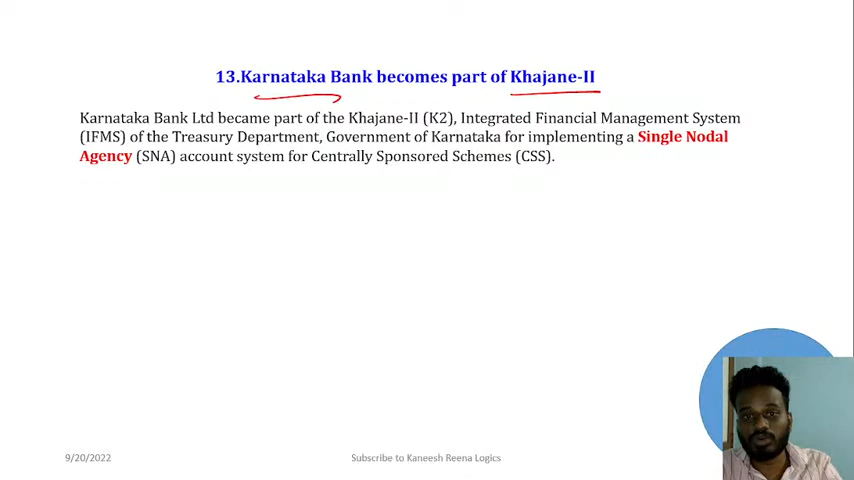 13.Karnataka Bank becomes part of Khajane-II
Karnataka Bank Ltd became part of the Khajane-II (K2), Integrated Financial Management System
(IFMS) of the Treasury Department, Government of Karnataka for implementing a Single Nodal
Agency (SNA) account system for Centrally Sponsored Schemes (CSS).
9/20/2022
Subscribe to Kaneesh Reena Logics